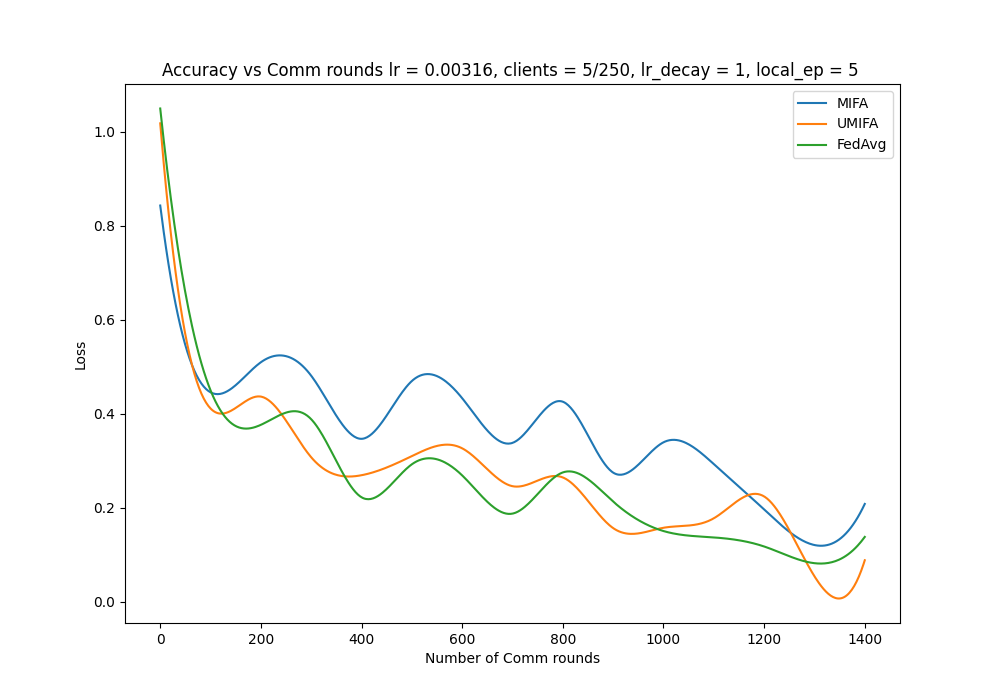 Accuracy vs Comm rounds lr = 0.00316, clients = 5/250, lr_decay = 1, local_ep = 5
MIFA
UMIFA
FedAvg
1.0
0.8
0.6
0.4
0.2
0.0
Loss
0 200 400 600 800 1000 1200 1400
Number of Comm rounds